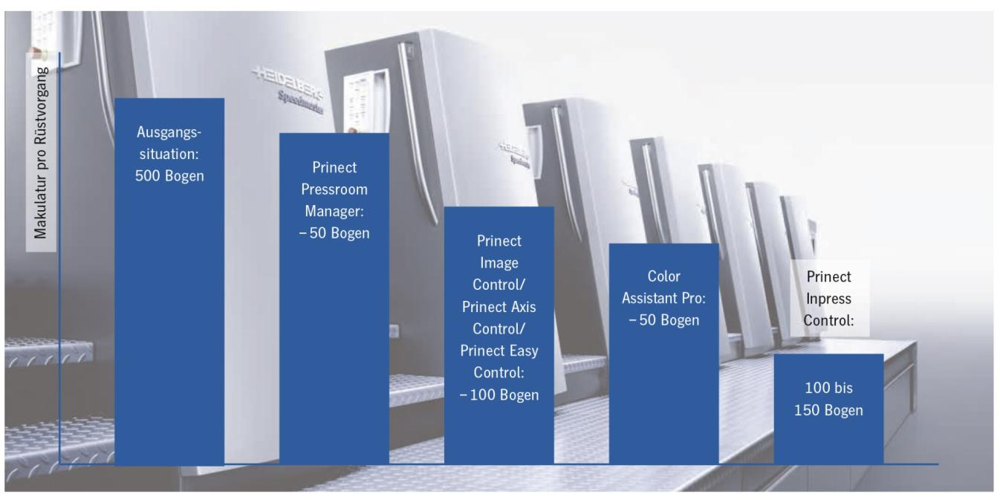 Makulatur pro Rüstvorgang
Ausgangs-
situation:
500 Bogen
Prinect
Pressroom
Manager:
– 50 Bogen
Prinect
Image
Control/
Prinect Axis
Control/
Prinect Easy
Control:
– 100 Bogen
Color
Assistant Pro:
– 50 Bogen
Prinect
Inpress
Control:
100 bis
150 Bogen
HEIDELBERG
Speedmaster
HEIDELBERG